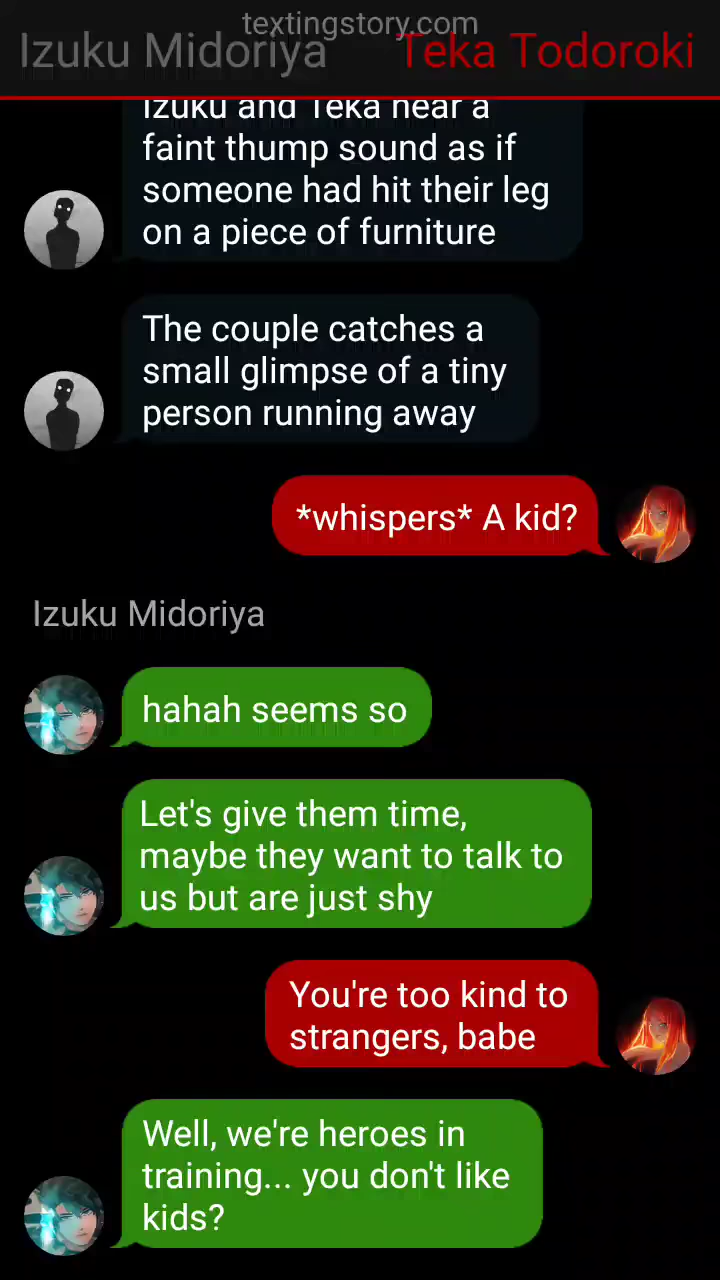 textingstory.com
Izuku Midoriya
Teka Todoroki
Izuku and Teka hear a
faint thump sound as if
someone had hit their leg
on a piece of furniture
The couple catches a
small glimpse of a tiny
person running away
*whispers* A kid?
Izuku Midoriya
hahah seems so
Let's give them time,
maybe they want to talk to
us but are just shy
You're too kind to
strangers, babe
Well, we're heroes in
training... you don't like
kids?